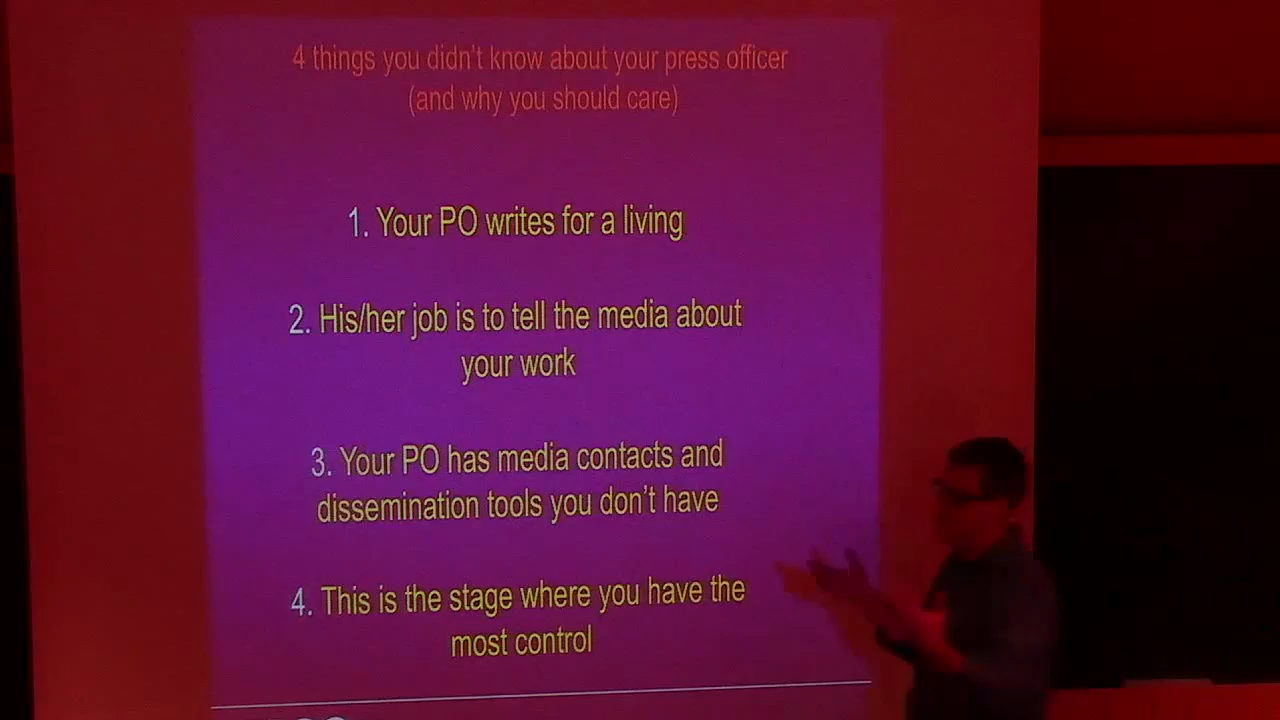 4 things you didn't know about your press officer
(and why you should care)
1. Your PO writes for a living
2. His/her job is to tell the media about
your work
3. Your PO has media contacts and
dissemination tools you don't have
4. This is the stage where you have the
most control